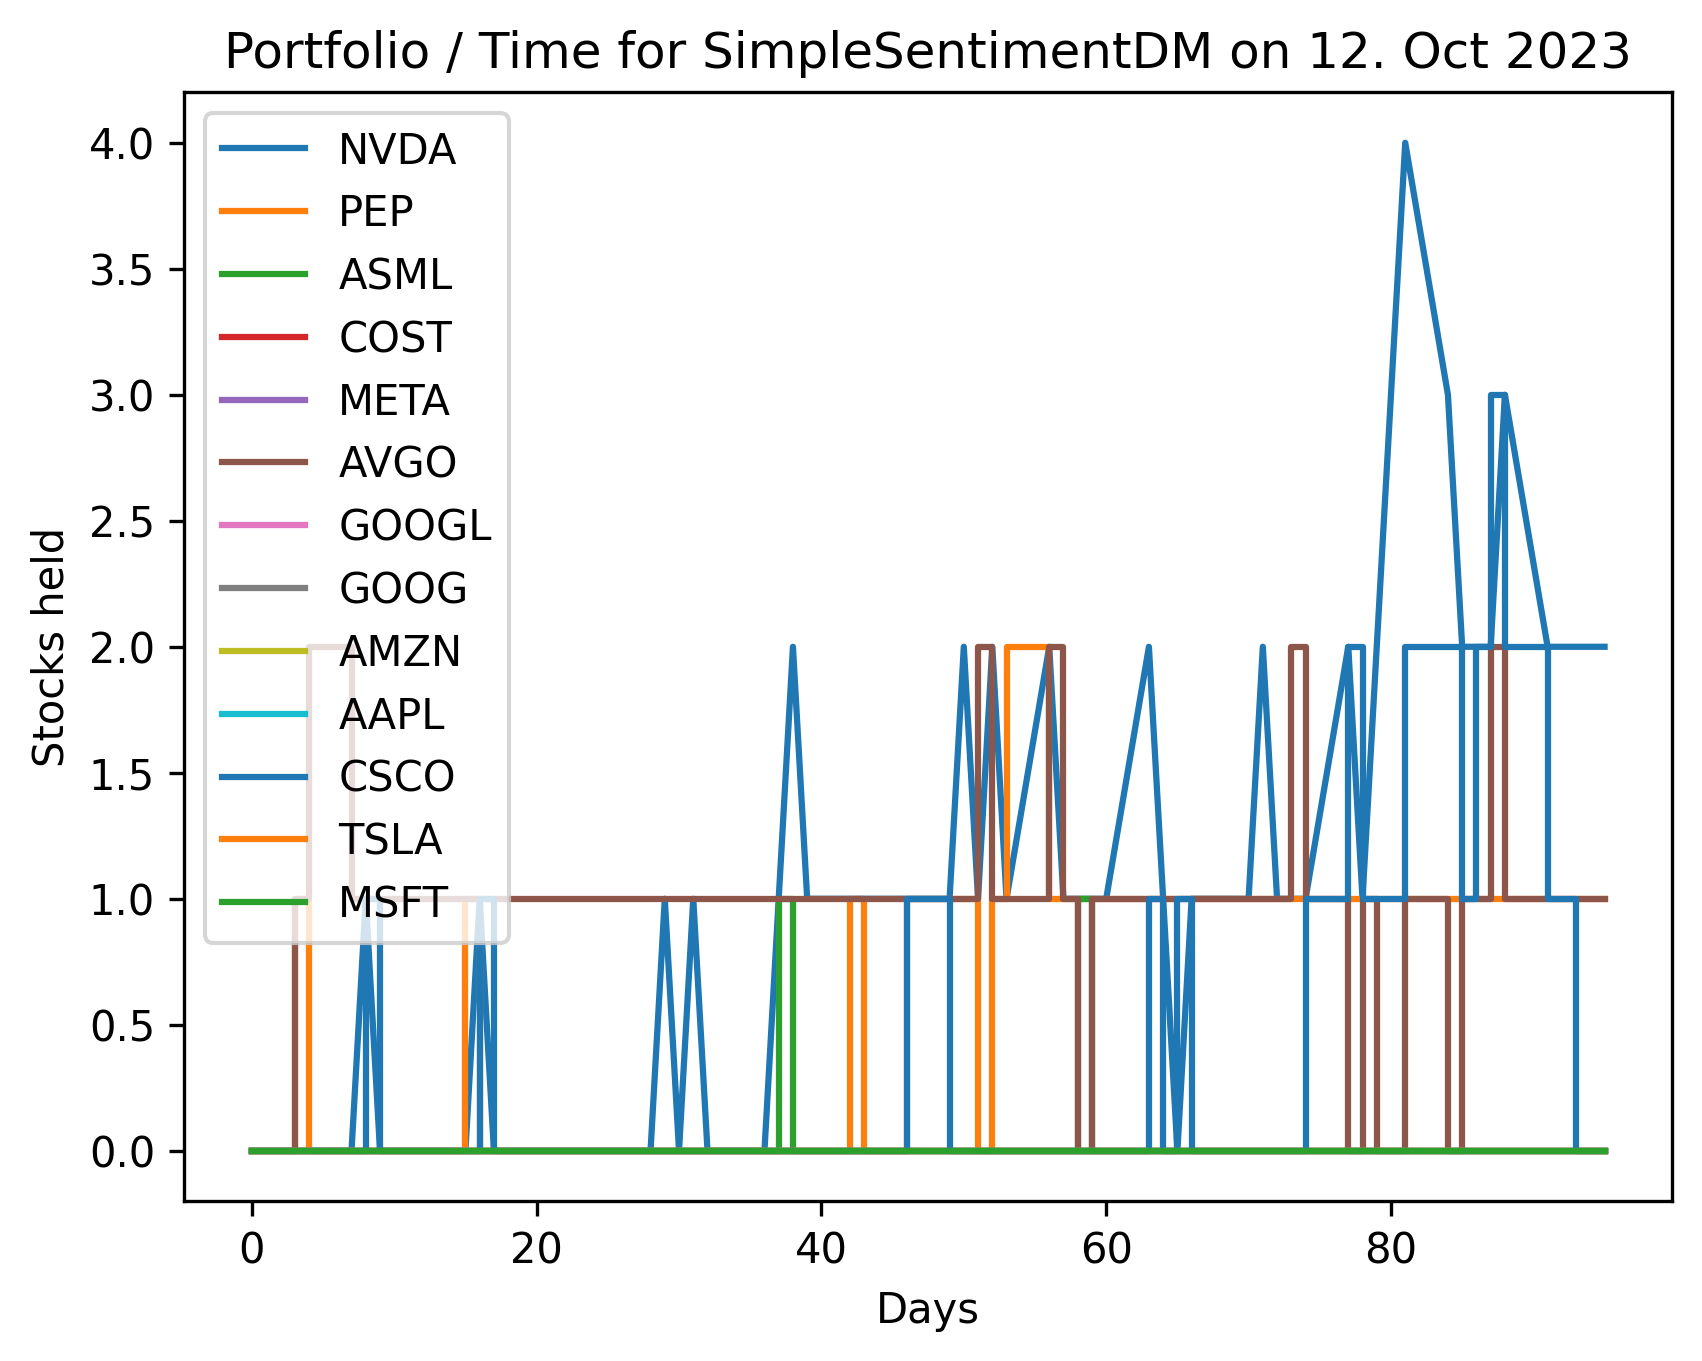 Portfolio / Time for SimpleSentimentDM on 12. Oct 2023
NVDA
PEP
ASML
COST
META
AVGO
GOOGL
GOOG
AMZN
AAPL
CSCO
TSLA
MSFT
4.0
3.5
3.0
2.5
2.0
1.5
1.0
0.5
0.0
Stocks held
0 20 40 60 80
Days